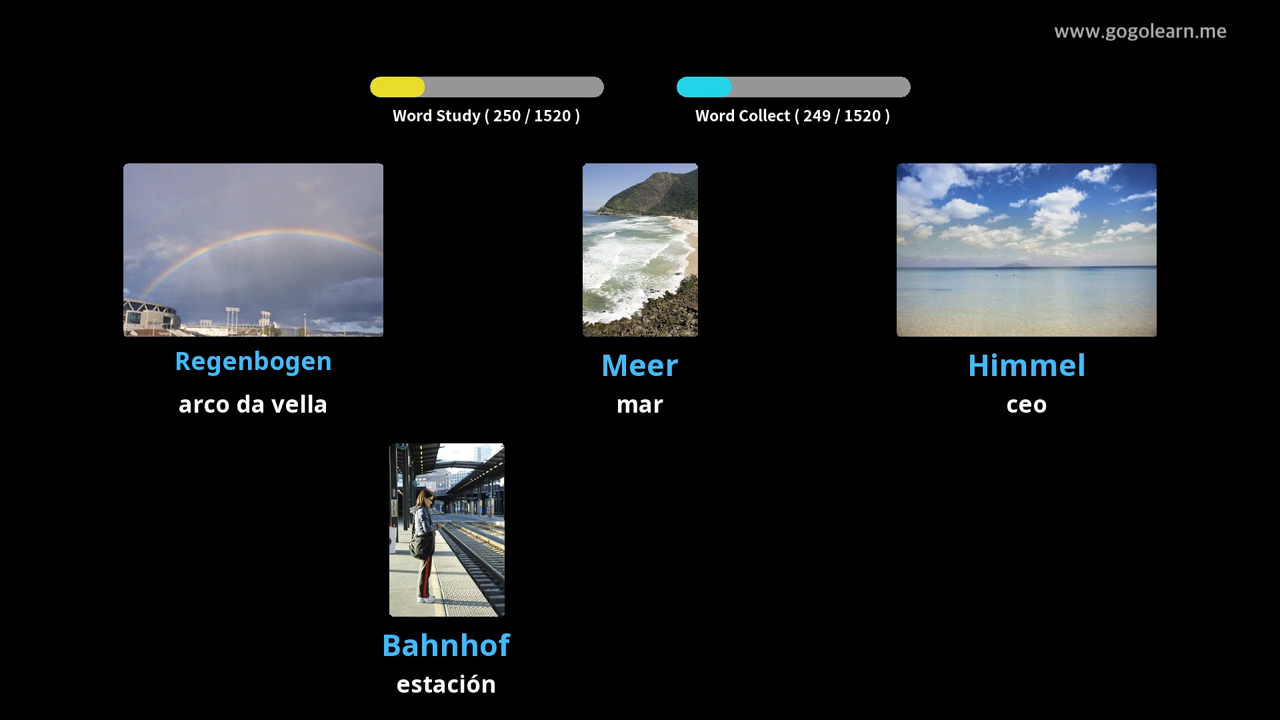 www.gogolearn.me
Word Study ( 250 / 1520 )
Word Collect ( 249 / 1520 )
Regenbogen
arco da vella
Meer
mar
Himmel
ceo
Bahnhof
estación